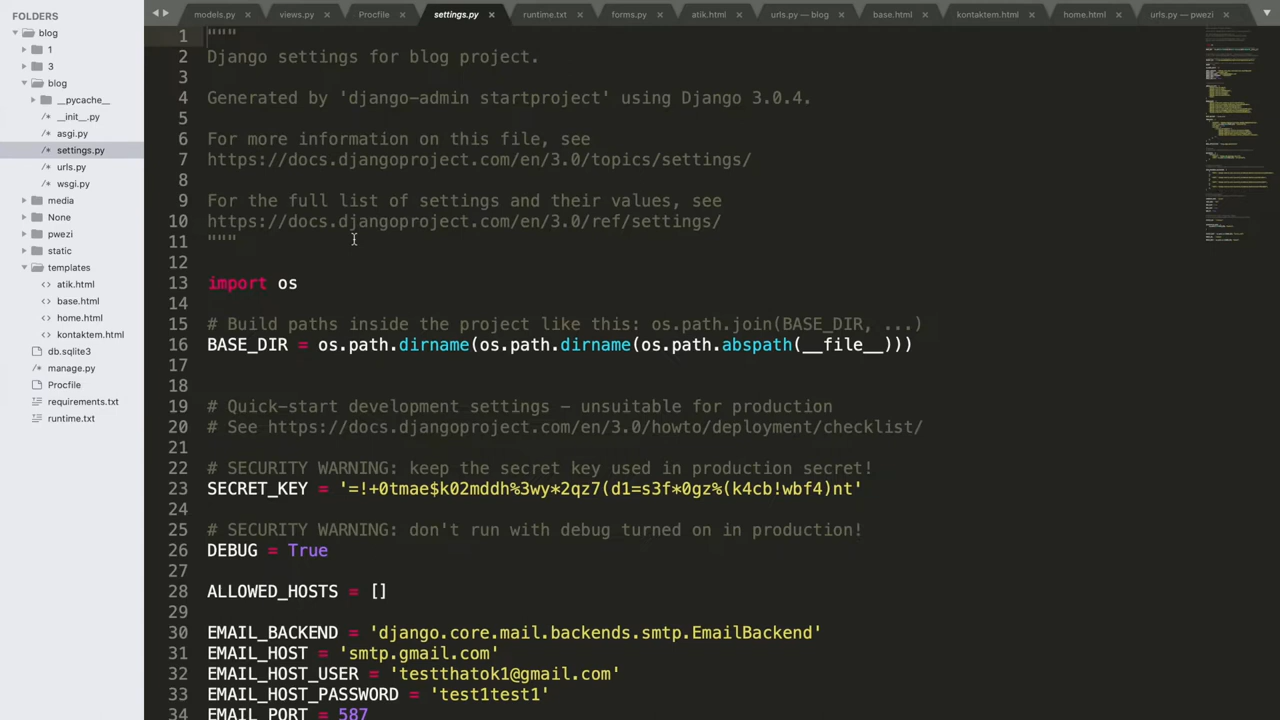 FOLDERS
blog
1
3
blog
__pycache__
__init__.py
asgi.py
settings.py
urls.py
wsgi.py
media
None
pwezi
static
templates
atik.html
base.html
home.html
kontaktem.html
db.sqlite3
manage.py
Procfile
requirements.txt
runtime.txt
models.py × views.py × Procfile × settings.py × runtime.txt × forms.py × atik.html × urls.py — blog × base.html × kontaktem.html × home.html × urls.py — pwezi ×
1 """
2 Django settings for blog project.
3
4 Generated by 'django-admin startproject' using Django 3.0.4.
5
6 For more information on this file, see
7 https://docs.djangoproject.com/en/3.0/topics/settings/
8
9 For the full list of settings and their values, see
10 https://docs.djangoproject.com/en/3.0/ref/settings/
11 """
12
13 import os
14
15 # Build paths inside the project like this: os.path.join(BASE_DIR, ...)
16 BASE_DIR = os.path.dirname(os.path.dirname(os.path.abspath(__file__)))
17
18
19 # Quick-start development settings - unsuitable for production
20 # See https://docs.djangoproject.com/en/3.0/howto/deployment/checklist/
21
22 # SECURITY WARNING: keep the secret key used in production secret!
23 SECRET_KEY = '=!+0tmae$k02mddh%3wy*2qz7(d1=s3f*0gz%(k4cb!wbf4)nt'
24
25 # SECURITY WARNING: don't run with debug turned on in production!
26 DEBUG = True
27
28 ALLOWED_HOSTS = []
29
30 EMAIL_BACKEND = 'django.core.mail.backends.smtp.EmailBackend'
31 EMAIL_HOST = 'smtp.gmail.com'
32 EMAIL_HOST_USER = 'testthatok1@gmail.com'
33 EMAIL_HOST_PASSWORD = 'test1test1'
34 EMAIL_PORT = 587